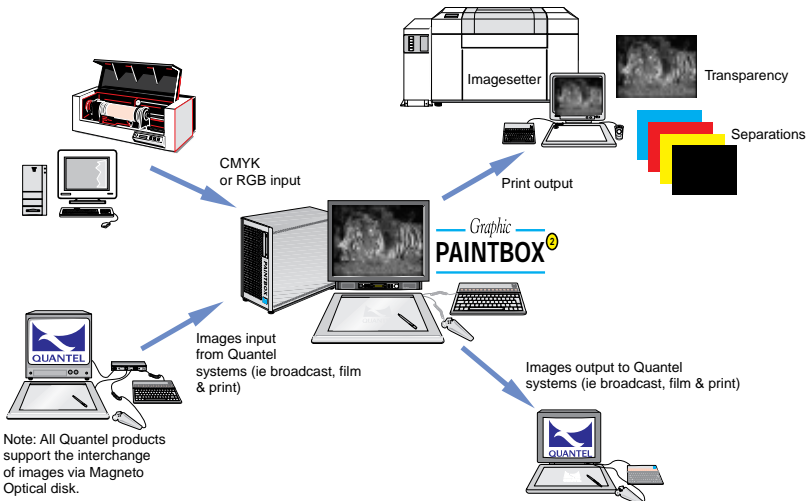 Imagesetter
Transparency
Separations
CMYK
or RGB input
Print output
Graphic
PAINTBOX 2
PAINTBOX
Images input
from Quantel
systems (ie broadcast, film
& print)
QUANTEL
Images output to Quantel
systems (ie broadcast, film & print)
QUANTEL
Note: All Quantel products
support the interchange
of images via Magneto
Optical disk.